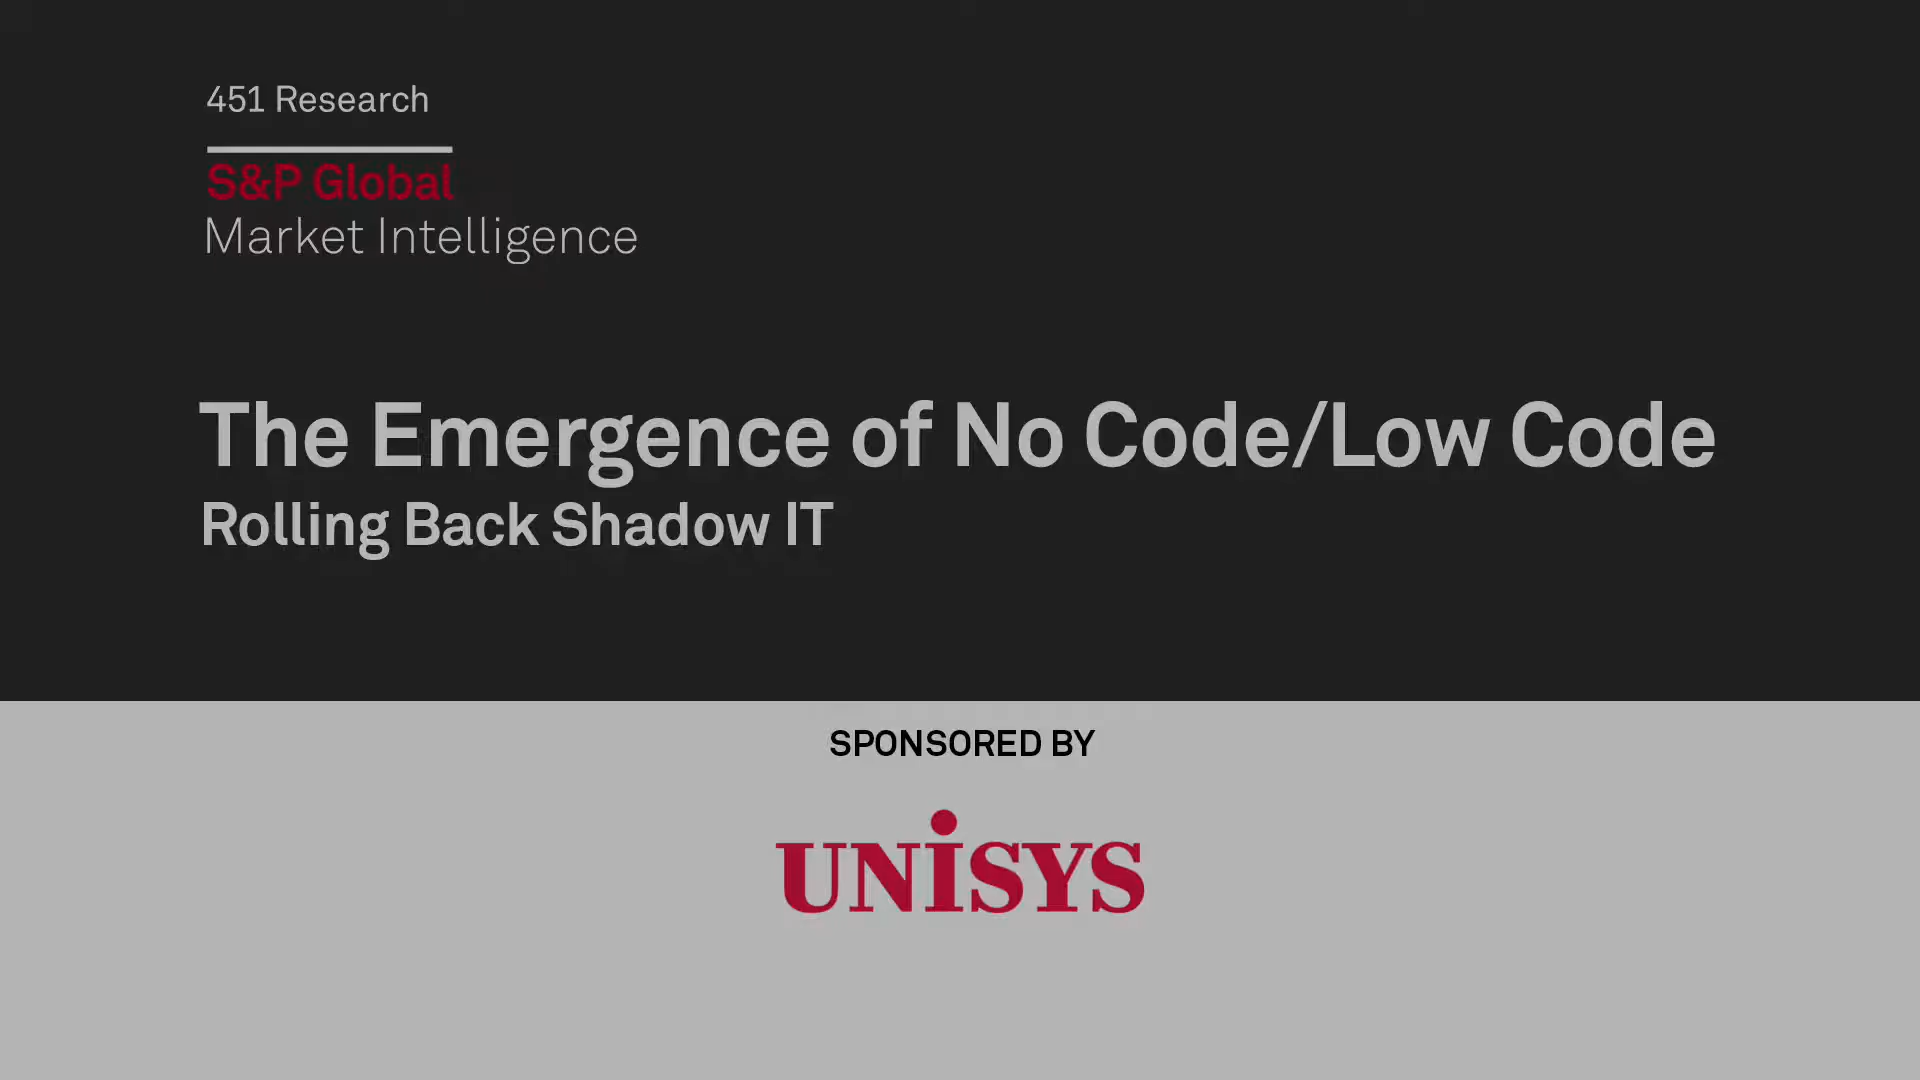 451 Research
S&P Global
Market Intelligence
The Emergence of No Code/Low Code
Rolling Back Shadow IT
SPONSORED BY
UNiSYS